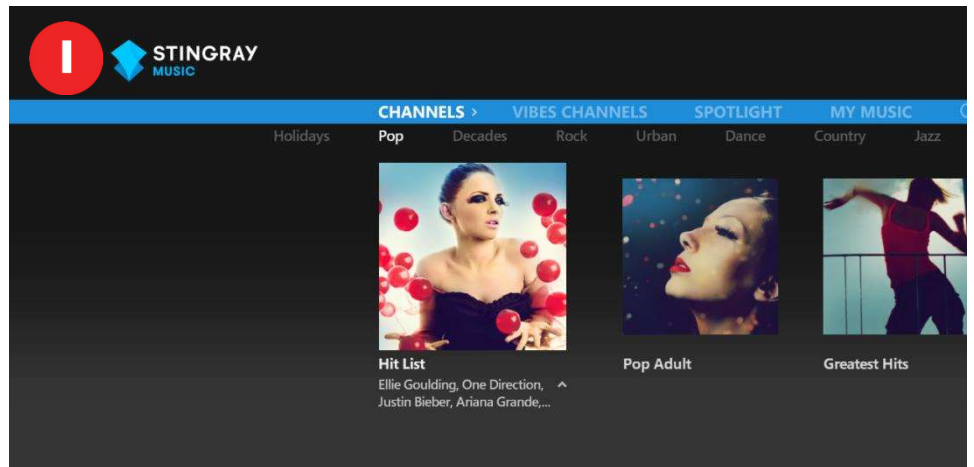 I
STINGRAY
MUSIC
CHANNELS › VIBES CHANNELS SPOTLIGHT MY MUSIC
Holidays Pop Decades Rock Urban Dance Country Jazz
Hit List Pop Adult Greatest Hits
Ellie Goulding, One Direction,
Justin Bieber, Ariana Grande,...